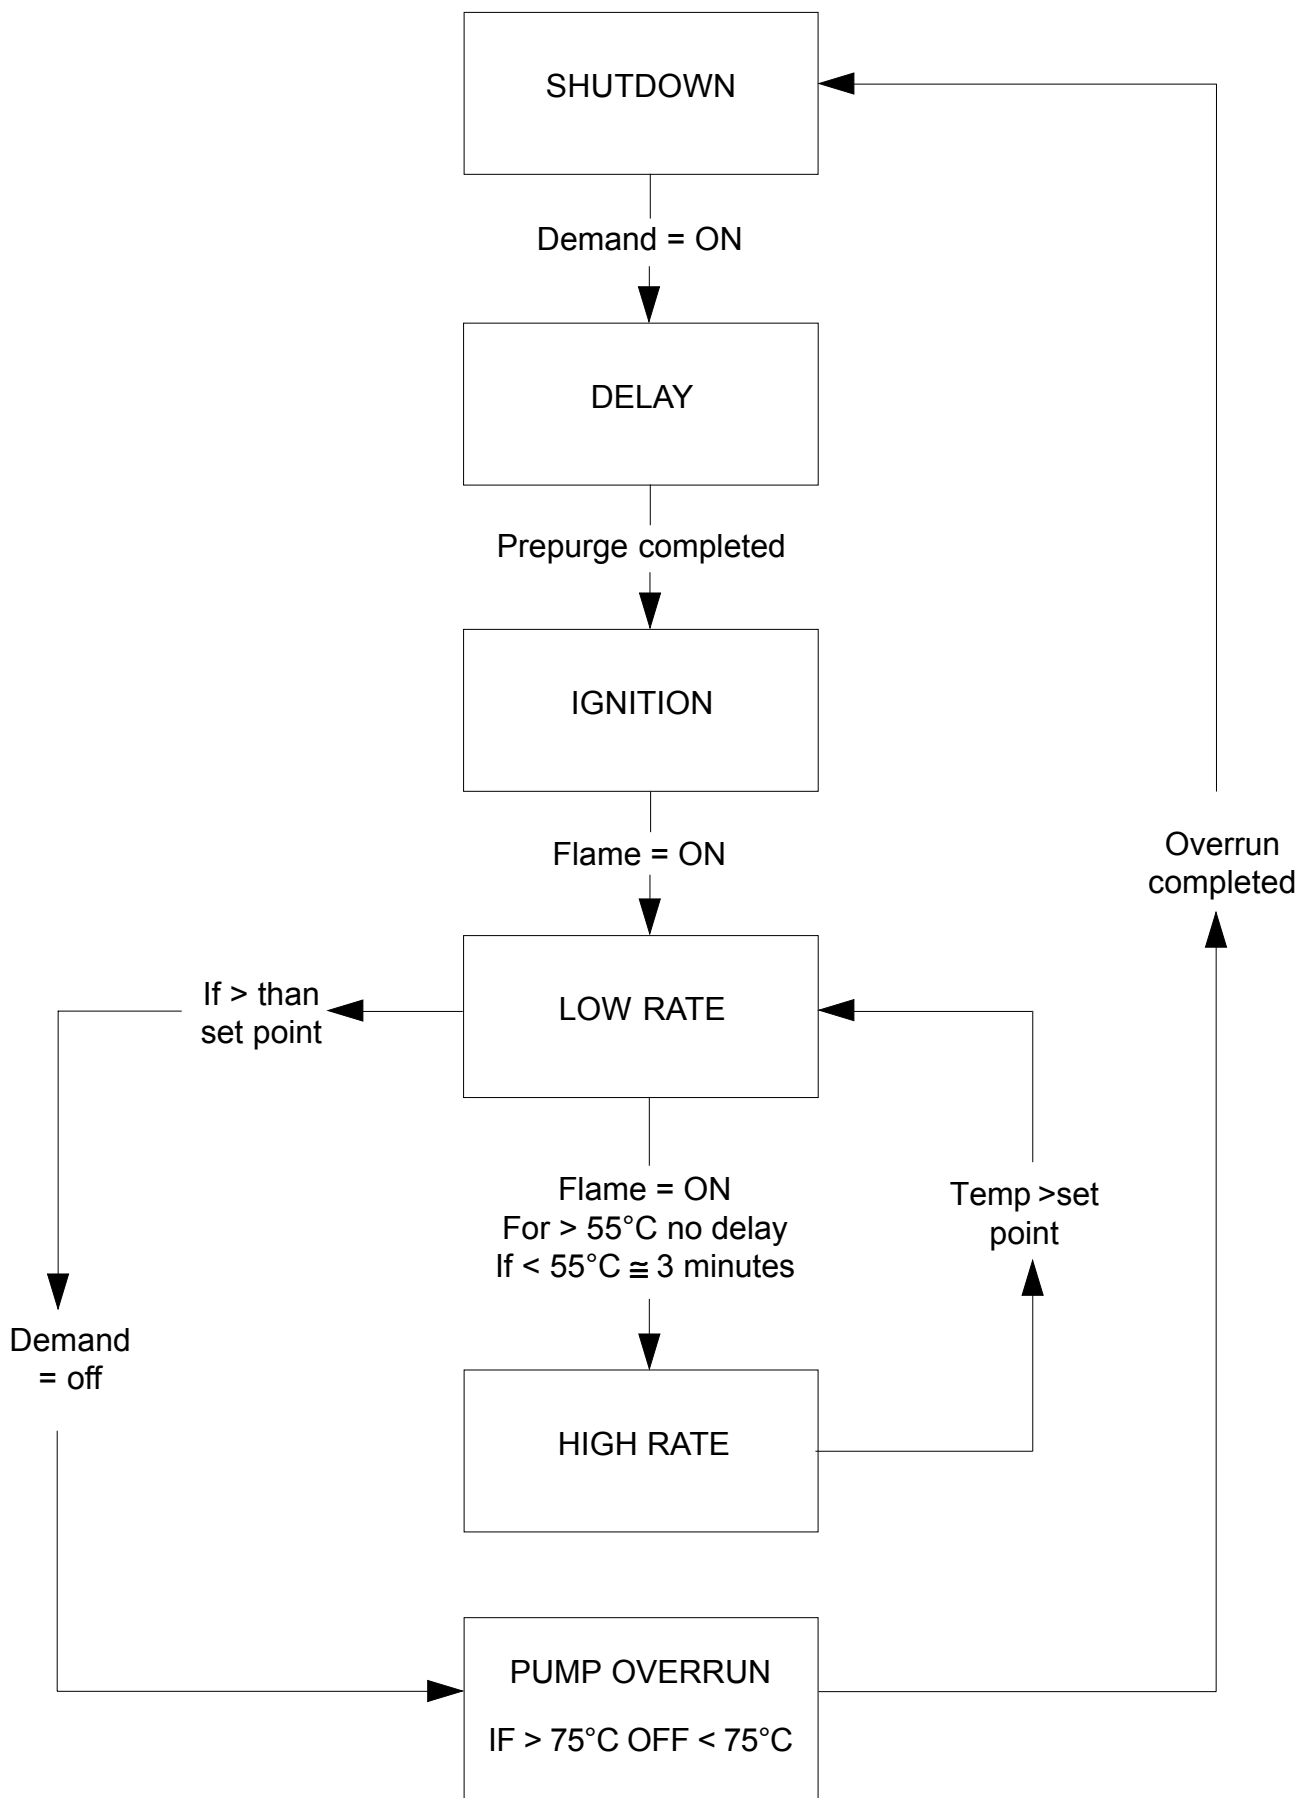 SHUTDOWN
Demand = ON
DELAY
Prepurge completed
IGNITION
Flame = ON
Overrun
completed
LOW RATE
If > than
set point
Flame = ON
For > 55°C no delay
If < 55°C ≅ 3 minutes
Temp >set
point
Demand
= off
HIGH RATE
PUMP OVERRUN
IF > 75°C OFF < 75°C